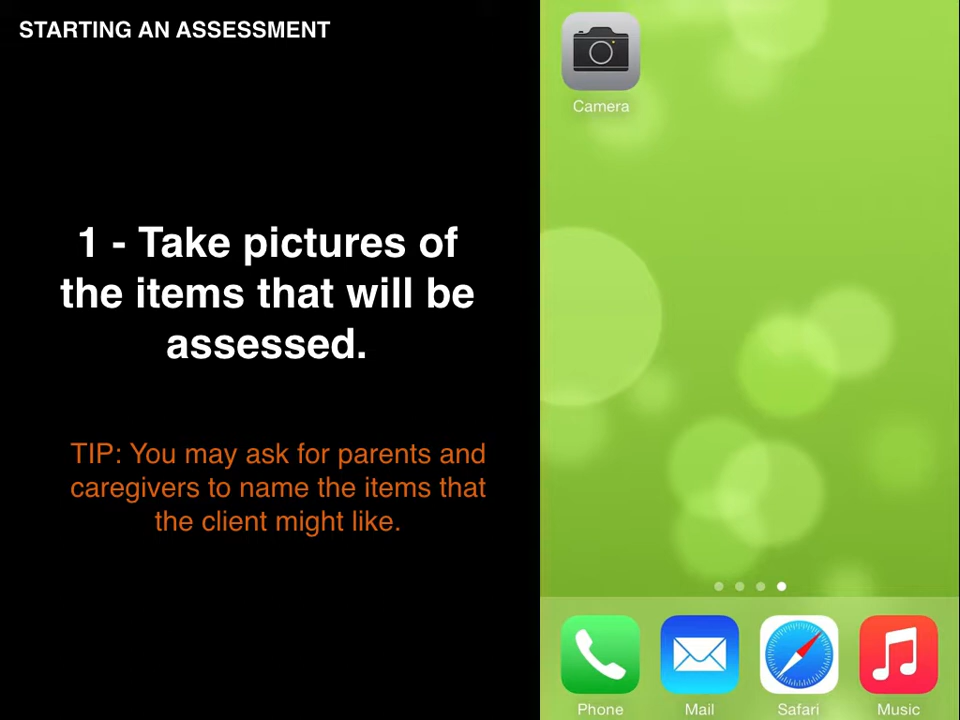 STARTING AN ASSESSMENT
1 - Take pictures of
the items that will be
assessed.
TIP: You may ask for parents and
caregivers to name the items that
the client might like.
Camera
Phone
Mail
Safari
Music